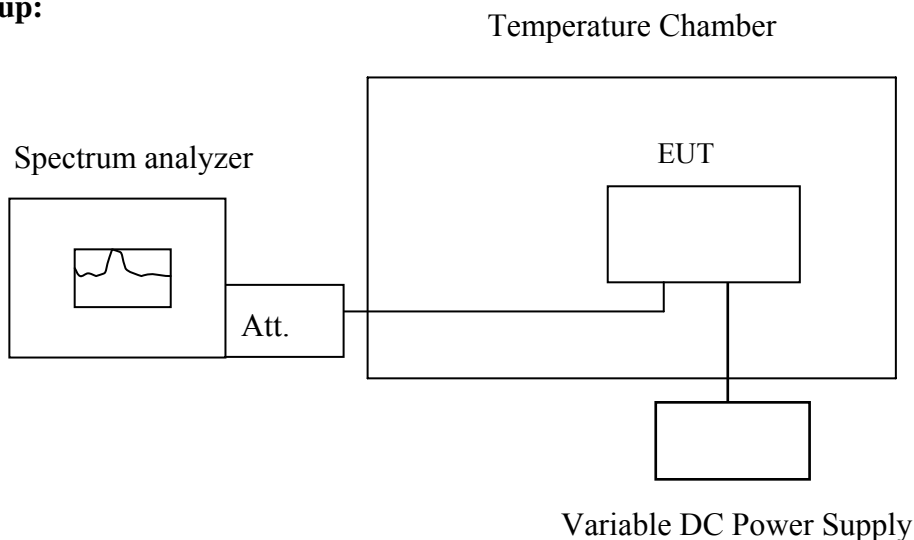 up:
Temperature Chamber
Spectrum analyzer
EUT
Att.
Variable DC Power Supply